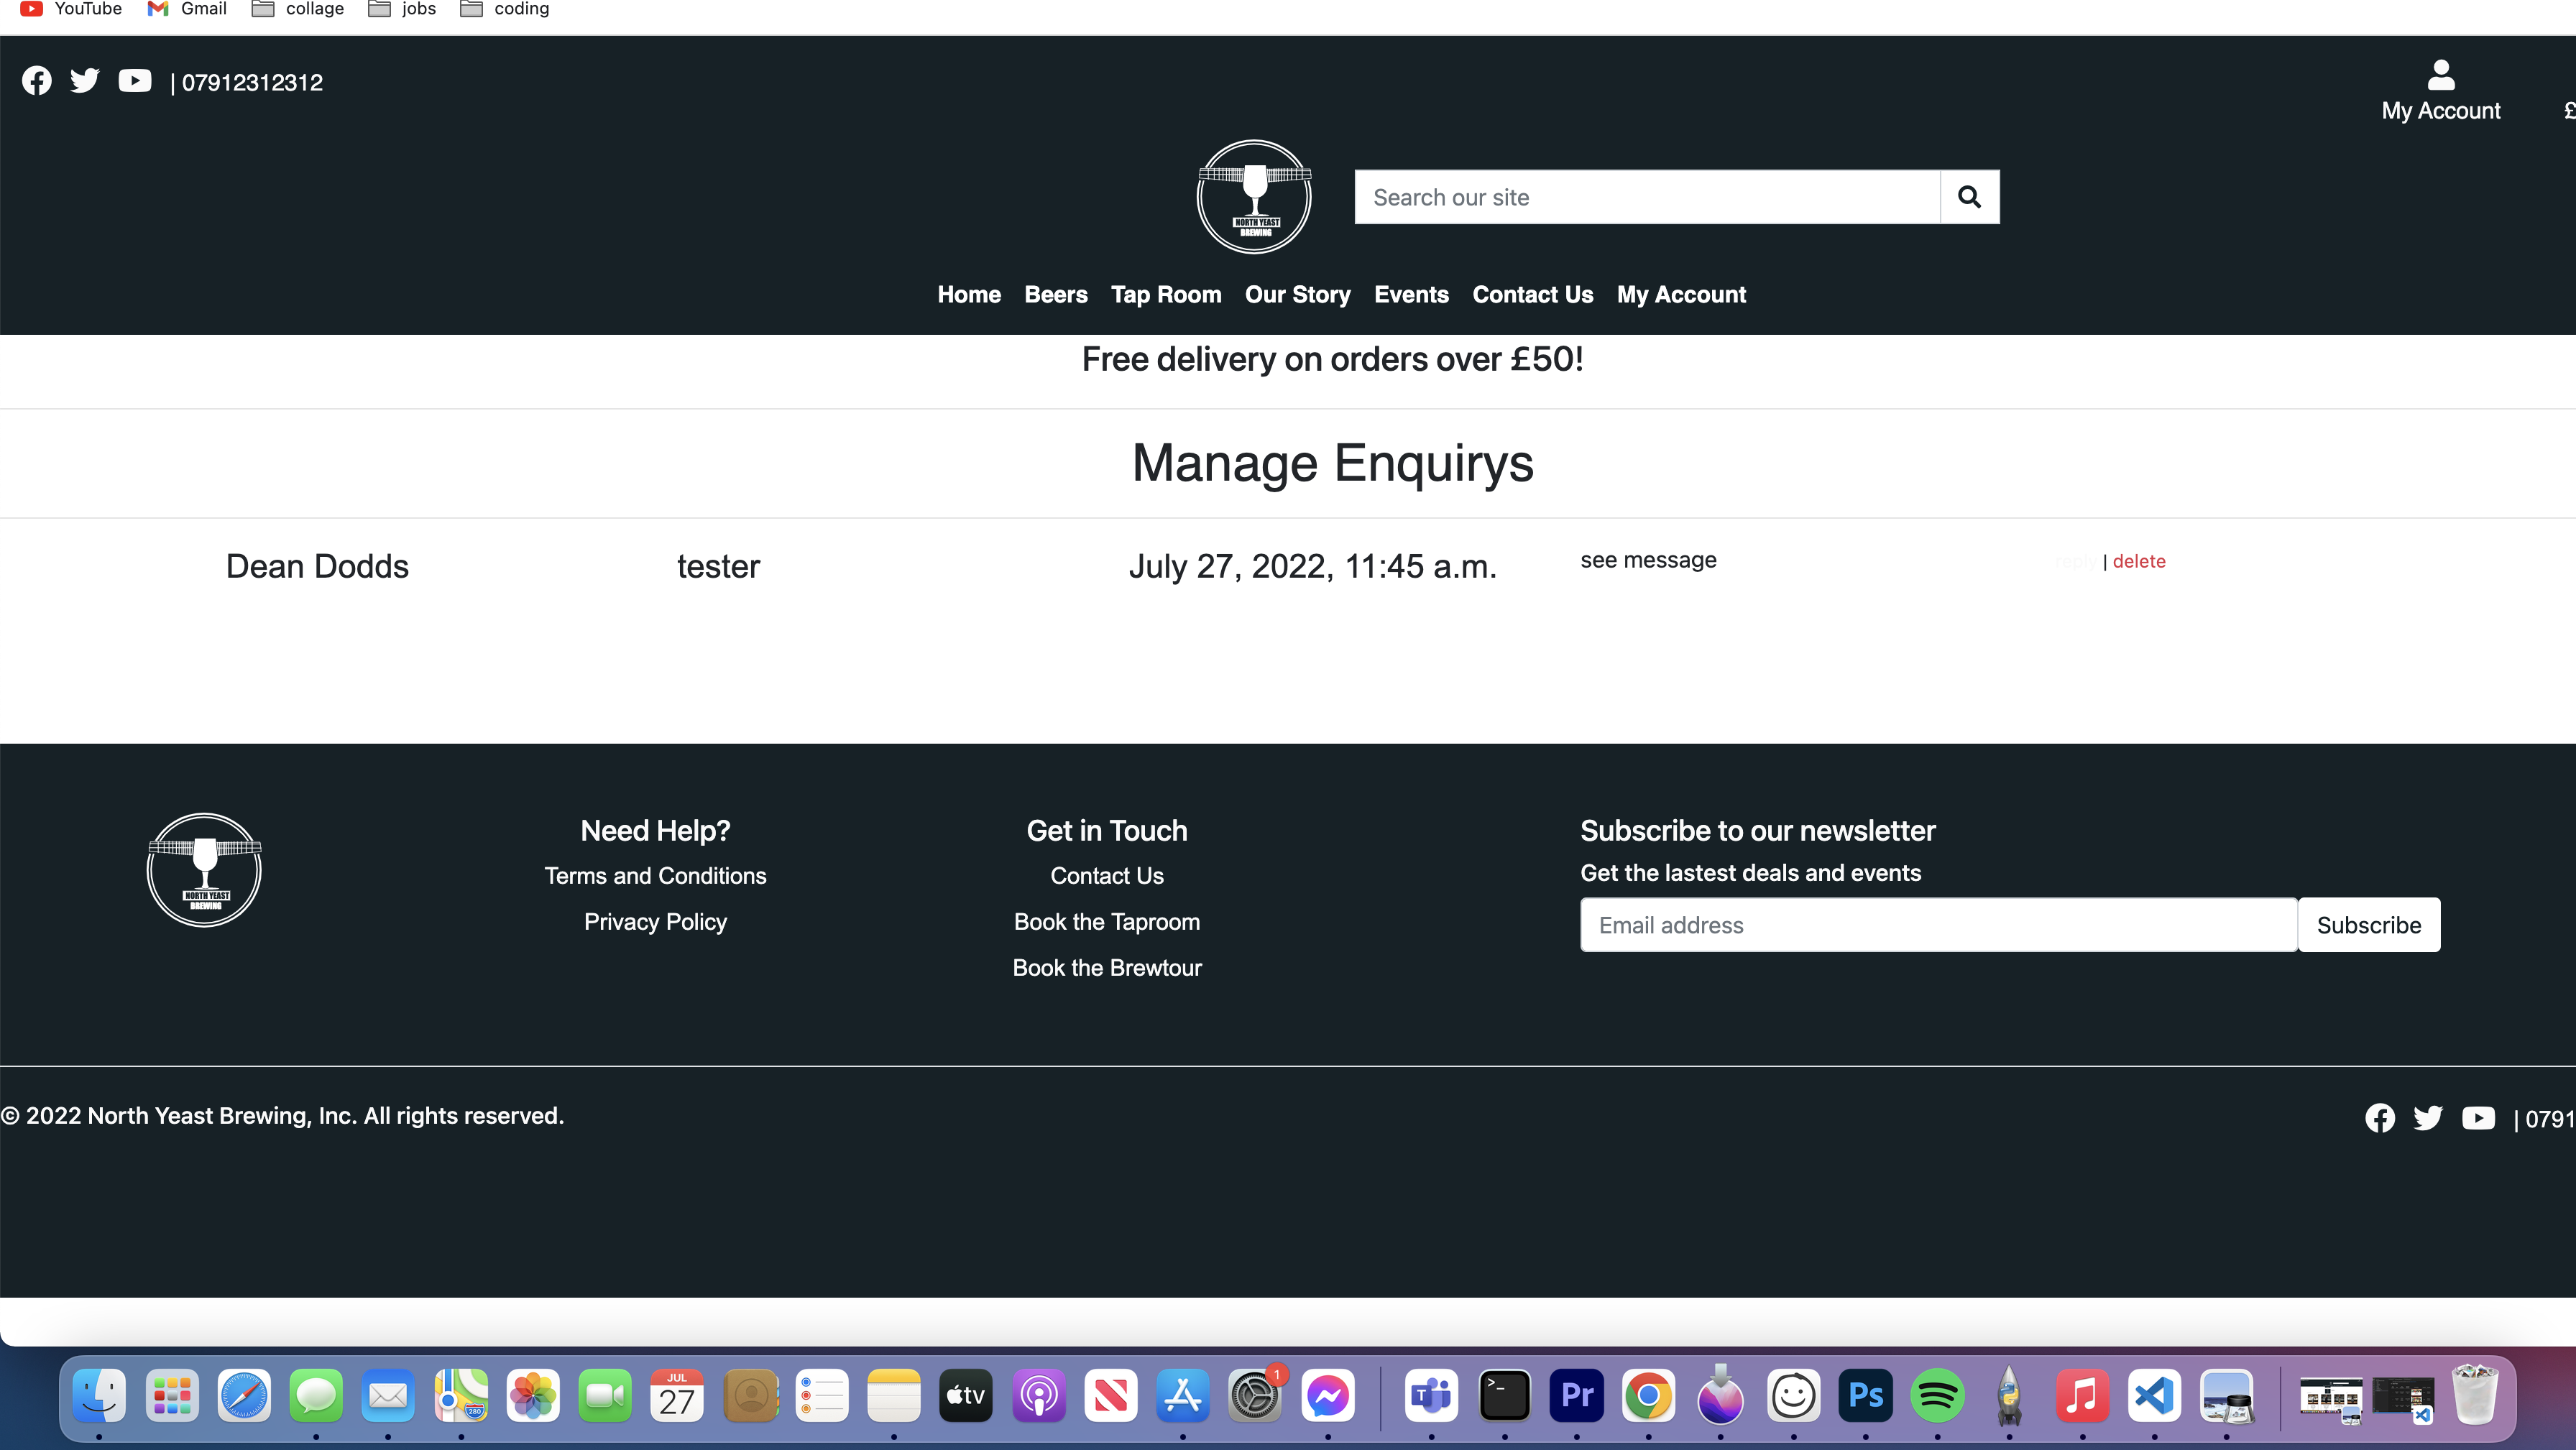 YouTube Gmail collage jobs coding
| 07912312312
My Account
£
NORTH YEAST
BREWING
Search our site
Home Beers Tap Room Our Story Events Contact Us My Account
Free delivery on orders over £50!
Manage Enquirys
Dean Dodds tester July 27, 2022, 11:45 a.m. see message reply | delete
NORTH YEAST
BREWING
Need Help?
Terms and Conditions
Privacy Policy
Get in Touch
Contact Us
Book the Taproom
Book the Brewtour
Subscribe to our newsletter
Get the lastest deals and events
Email address Subscribe
© 2022 North Yeast Brewing, Inc. All rights reserved.
| 0791
JUL
27
280
tv
1
T
>_
Pr
Ps